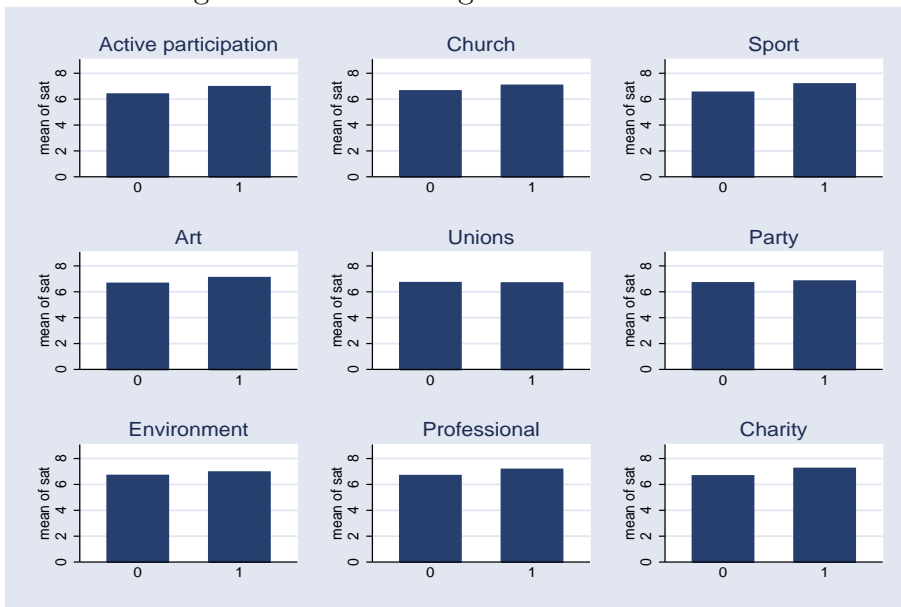 Active participation
mean of sat
0 2 4 6 8
0 1
Church
mean of sat
0 2 4 6 8
0 1
Sport
mean of sat
0 2 4 6 8
0 1
Art
mean of sat
0 2 4 6 8
0 1
Unions
mean of sat
0 2 4 6 8
0 1
Party
mean of sat
0 2 4 6 8
0 1
Environment
mean of sat
0 2 4 6 8
0 1
Professional
mean of sat
0 2 4 6 8
0 1
Charity
mean of sat
0 2 4 6 8
0 1